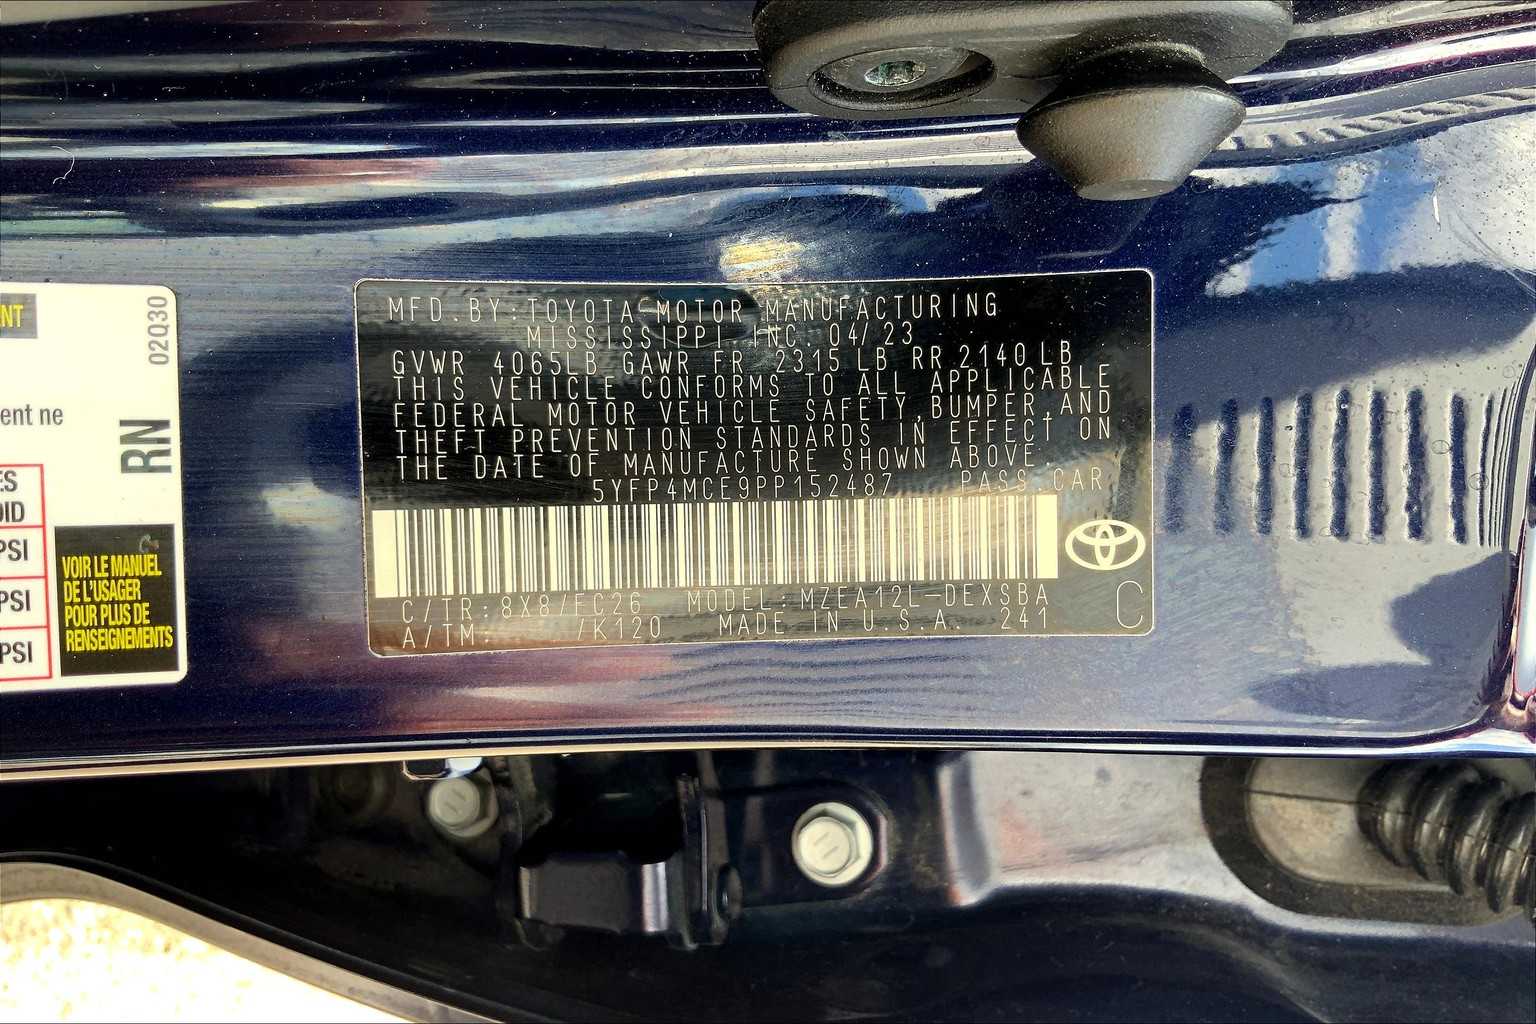 MFD.BY:TOYOTA MOTOR MANUFACTURING
MISSISSIPPI INC. 04/23
GVWR 4065LB GAWR FR 2315 LB RR 2140 LB
THIS VEHICLE CONFORMS TO ALL APPLICABLE
FEDERAL MOTOR VEHICLE SAFETY,BUMPER,AND
THEFT PREVENTION STANDARDS IN EFFECT ON
THE DATE OF MANUFACTURE SHOWN ABOVE.
5YFP4MCE9PP152487 PASS.CAR
C/TR:8X8/FC26 MODEL:MZEA12L-DEXSBA
A/TM: /K120 MADE IN U.S.A. 241
C
NT
02Q30
ent ne
RN
ES
OID
PSI
PSI
PSI
VOIR LE MANUEL
DE L'USAGER
POUR PLUS DE
RENSEIGNEMENTS